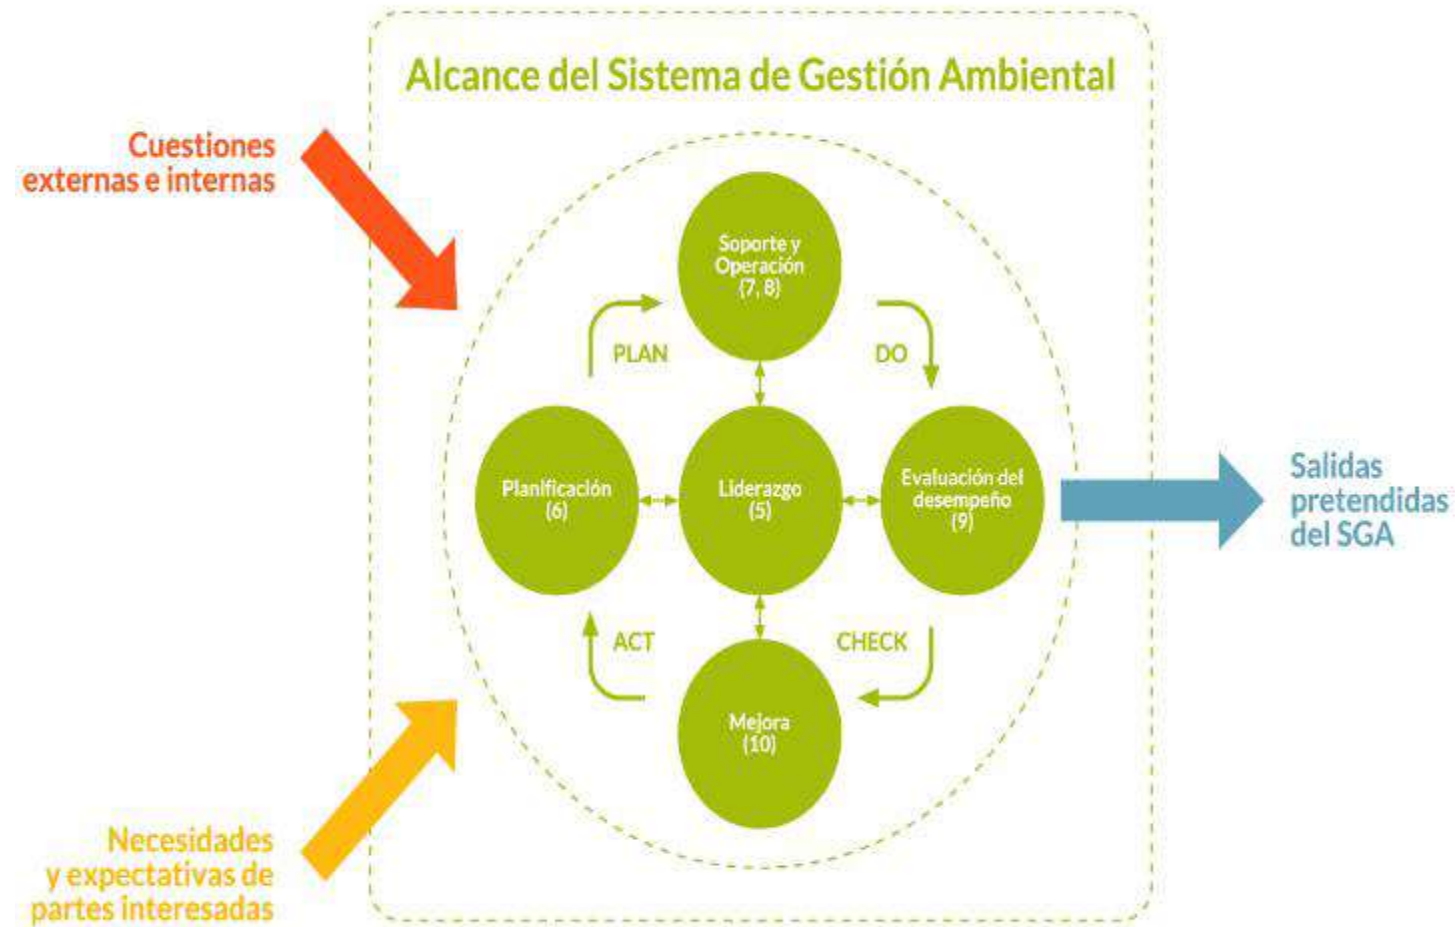 Alcance del Sistema de Gestión Ambiental
Cuestiones
externas e internas
Soporte y
Operación
(7, 8)
PLAN
DO
Planificación
(6)
Liderazgo
(5)
Evaluación del
desempeño
(9)
Salidas
pretendidas
del SGA
ACT
CHECK
Mejora
(10)
Necesidades
y expectativas de
partes interesadas